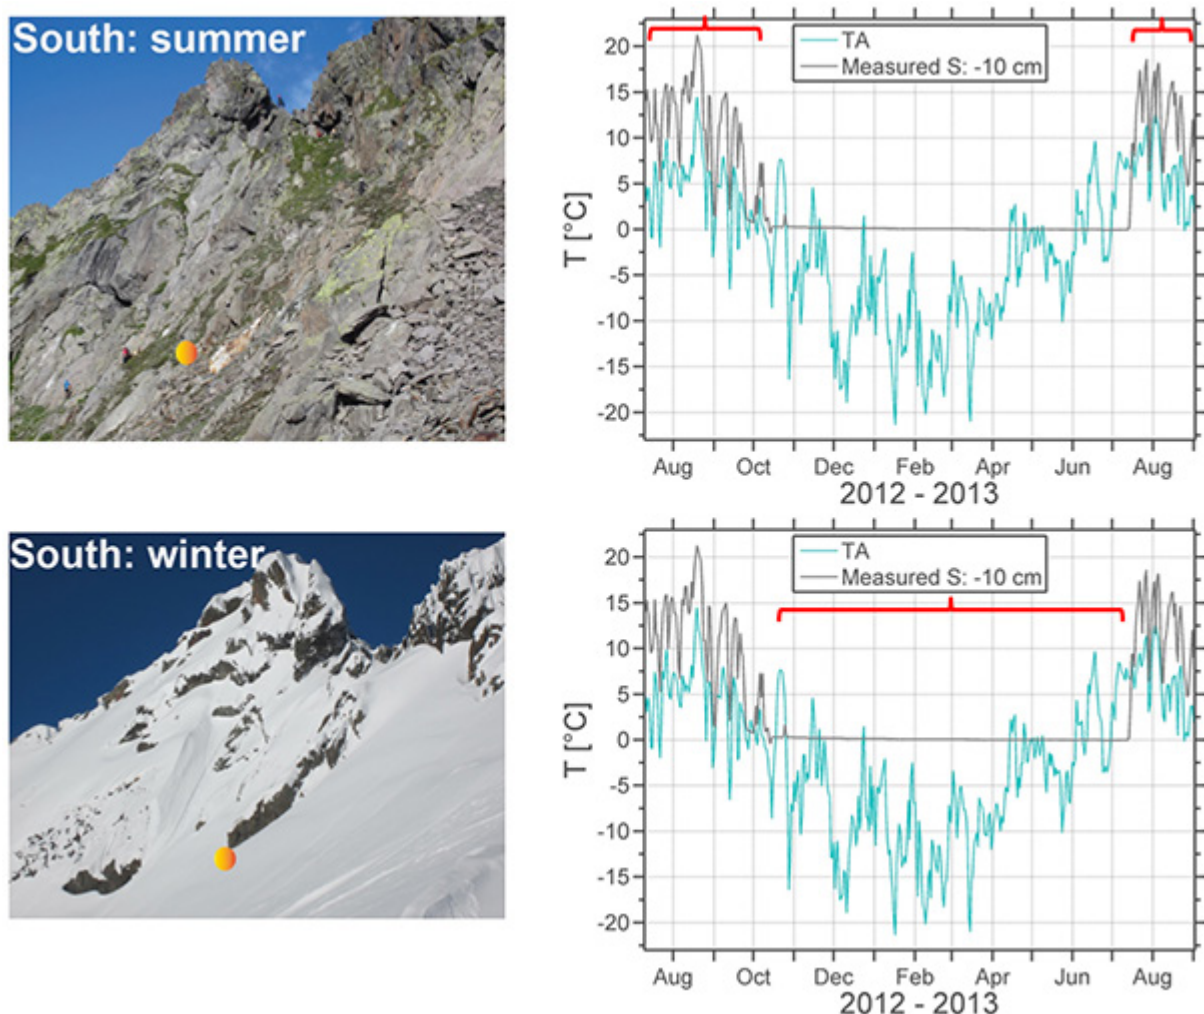 South: summer
TA
Measured S: -10 cm
T [°C]
20
15
10
5
0
-5
-10
-15
-20
Aug Oct Dec Feb Apr Jun Aug
2012 - 2013
South: winter
TA
Measured S: -10 cm
T [°C]
20
15
10
5
0
-5
-10
-15
-20
Aug Oct Dec Feb Apr Jun Aug
2012 - 2013